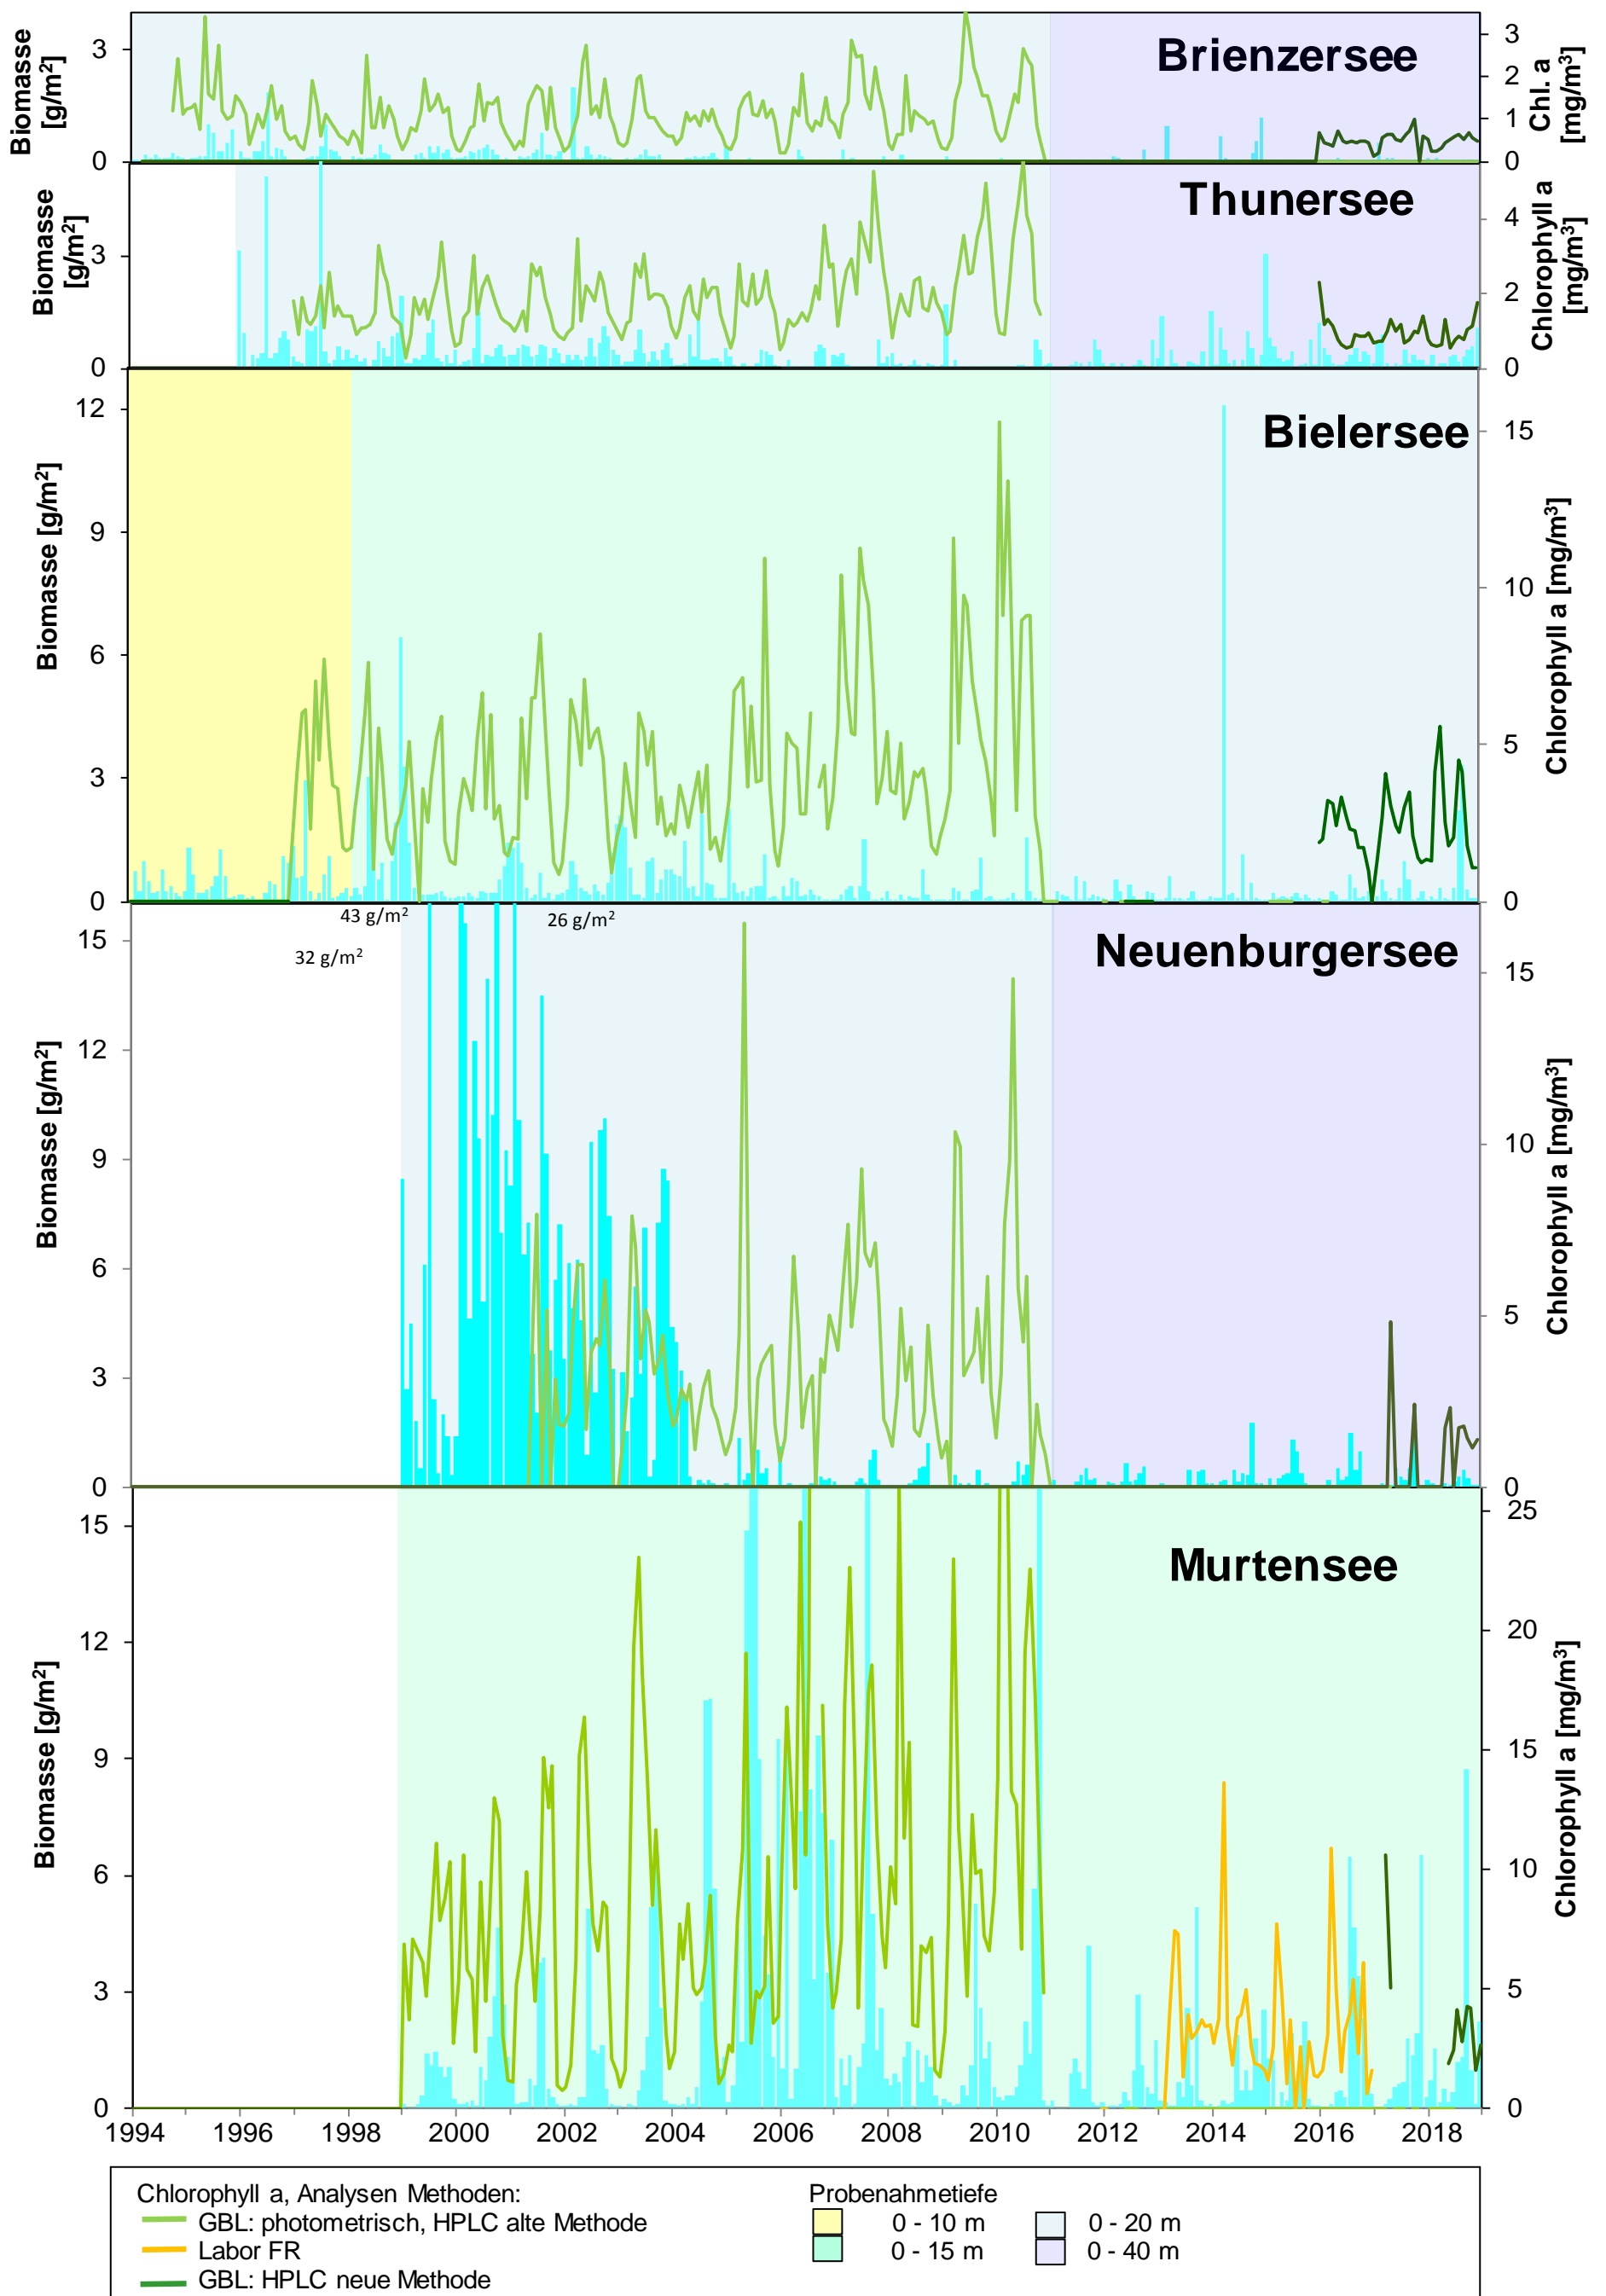 Brienzersee
Biomasse
[g/m²]
3
0
3
2
1
0
Chl. a
[mg/m³]
Thunersee
Biomasse
[g/m²]
3
0
4
2
0
Chlorophyll a
[mg/m³]
Bielersee
Biomasse [g/m²]
12
9
6
3
0
15
10
5
0
Chlorophyll a [mg/m³]
43 g/m²
26 g/m²
32 g/m²
Neuenburgersee
Biomasse [g/m²]
15
12
9
6
3
0
15
10
5
0
Chlorophyll a [mg/m³]
Murtensee
Biomasse [g/m²]
15
12
9
6
3
0
25
20
15
10
5
0
Chlorophyll a [mg/m³]
1994 1996 1998 2000 2002 2004 2006 2008 2010 2012 2014 2016 2018
Chlorophyll a, Analysen Methoden:
GBL: photometrisch, HPLC alte Methode
Labor FR
GBL: HPLC neue Methode
Probenahmetiefe
0 - 10 m
0 - 20 m
0 - 15 m
0 - 40 m